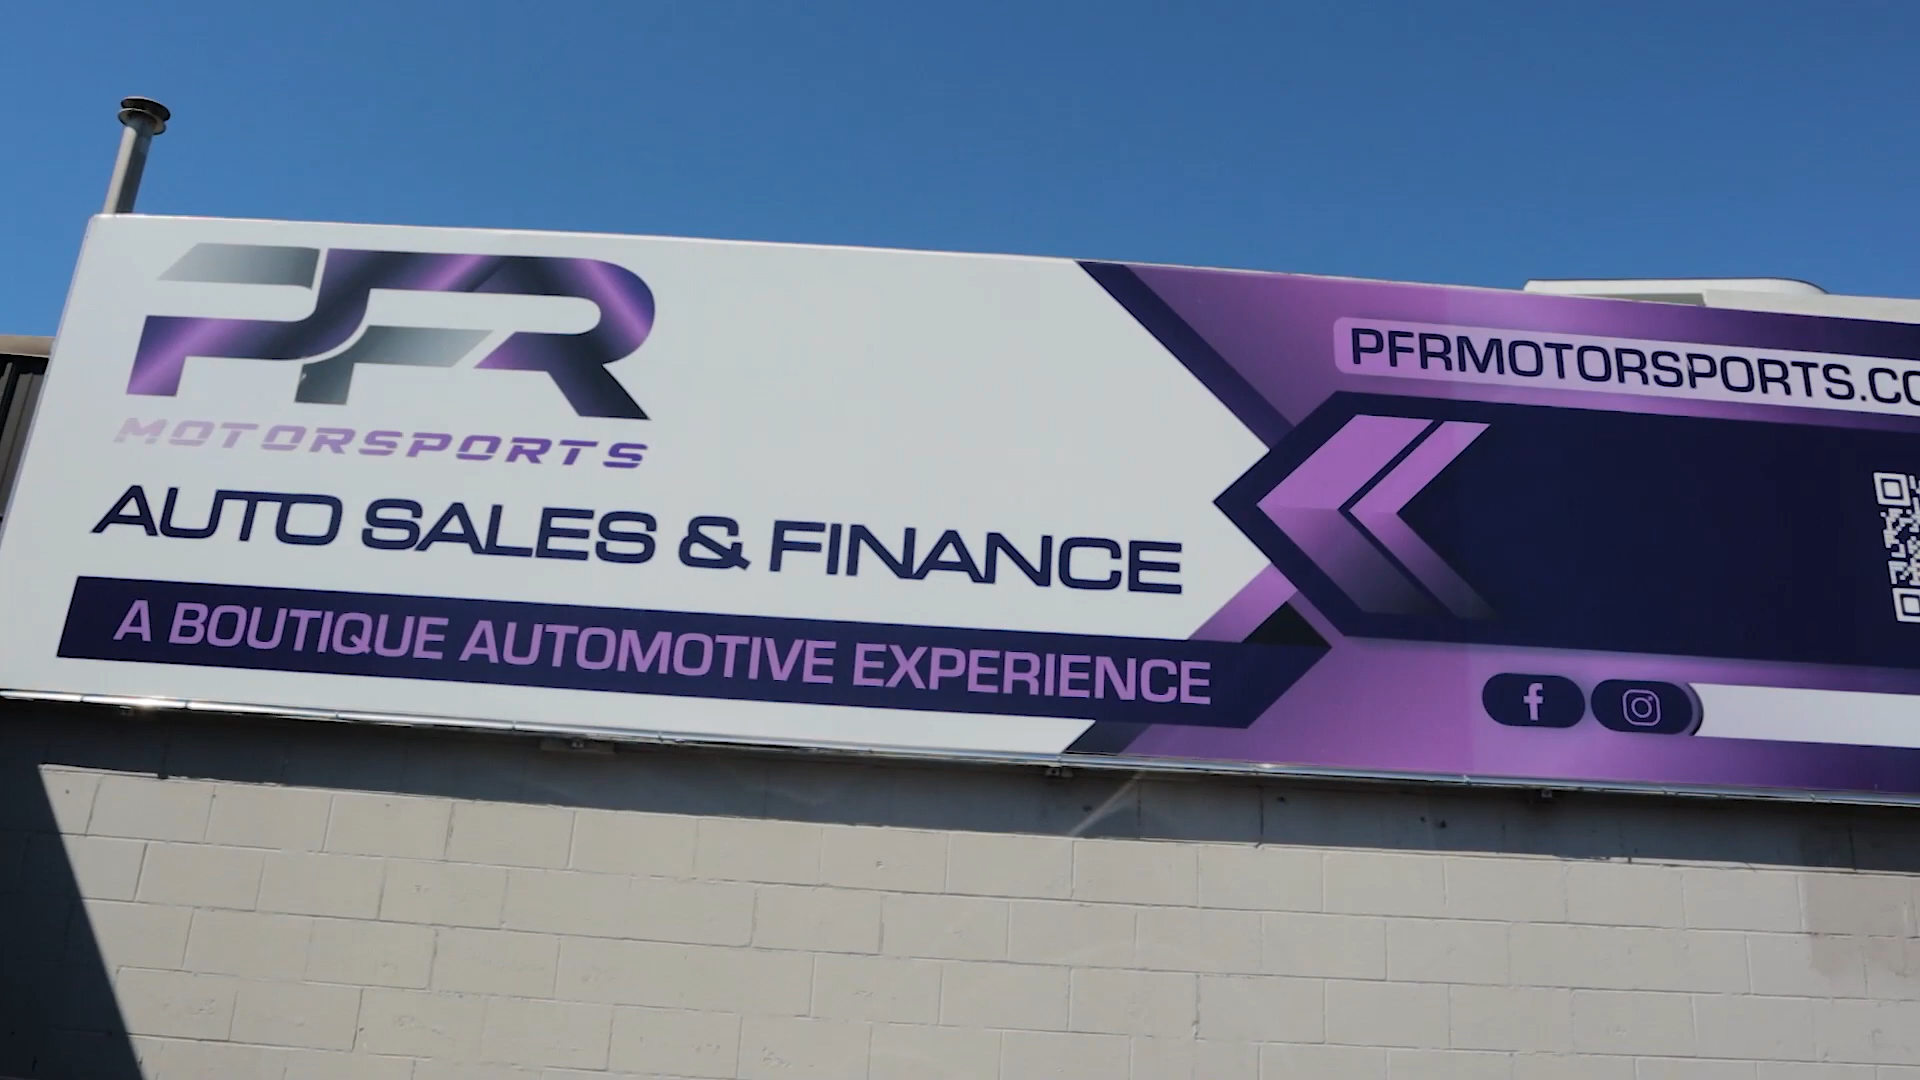 PFR
MOTORSPORTS
AUTO SALES & FINANCE
A BOUTIQUE AUTOMOTIVE EXPERIENCE
PFRMOTORSPORTS.CO